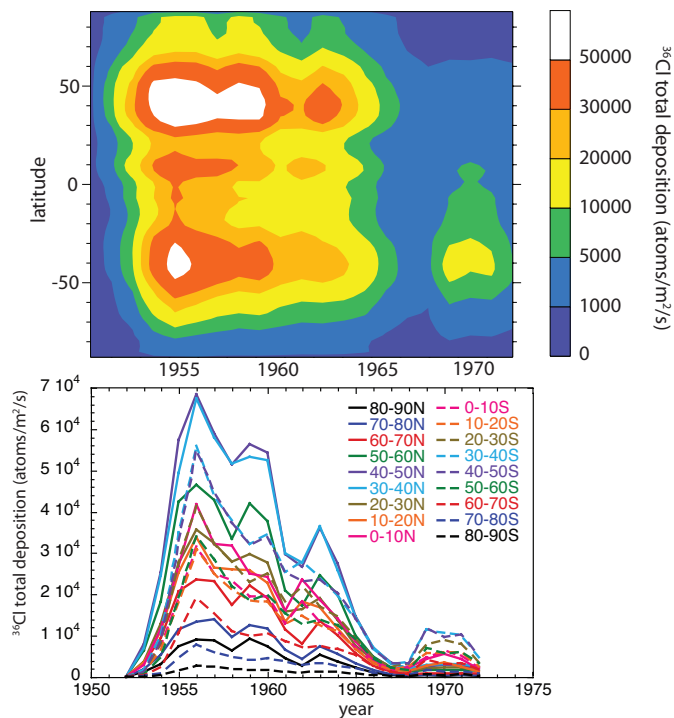 50
0
-50
latitude
1955
1960
1965
1970
50000
30000
20000
10000
5000
1000
0
³⁶Cl total deposition (atoms/m²/s)
7 10⁴
6 10⁴
5 10⁴
4 10⁴
3 10⁴
2 10⁴
1 10⁴
0
³⁶Cl total deposition (atoms/m²/s)
80-90N
70-80N
60-70N
50-60N
40-50N
30-40N
20-30N
10-20N
0-10N
0-10S
10-20S
20-30S
30-40S
40-50S
50-60S
60-70S
70-80S
80-90S
1950
1955
1960
1965
1970
1975
year